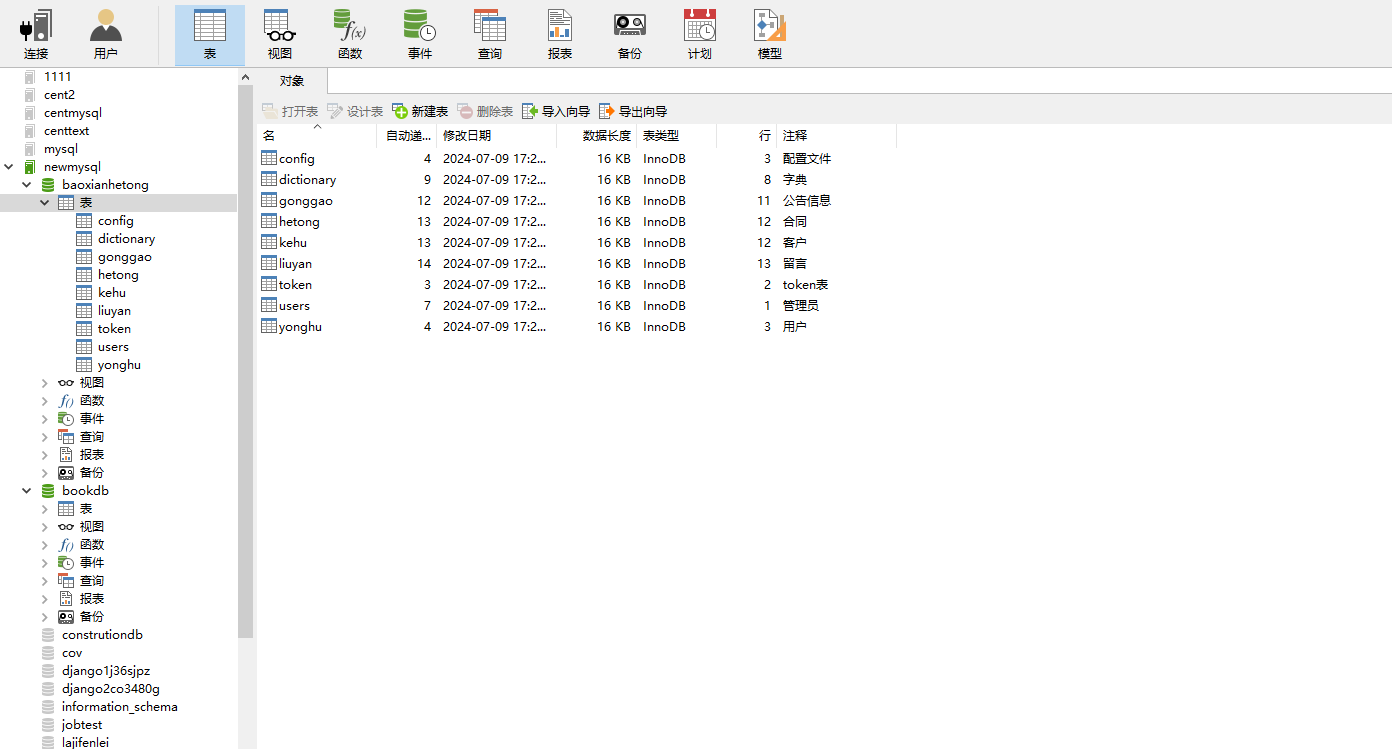 连接 用户 表 视图 函数 事件 查询 报表 备份 计划 模型
1111
cent2
centmysql
centtext
mysql
newmysql
baoxianhetong
表
config
dictionary
gonggao
hetong
kehu
liuyan
token
users
yonghu
视图
函数
事件
查询
报表
备份
bookdb
表
视图
函数
事件
查询
报表
备份
construtiondb
cov
django1j36sjpz
django2co3480g
information_schema
jobtest
lajifenlei
对象
打开表 设计表 新建表 删除表 导入向导 导出向导
名 自动递... 修改日期 数据长度 表类型 行 注释
config 4 2024-07-09 17:2... 16 KB InnoDB 3 配置文件
dictionary 9 2024-07-09 17:2... 16 KB InnoDB 8 字典
gonggao 12 2024-07-09 17:2... 16 KB InnoDB 11 公告信息
hetong 13 2024-07-09 17:2... 16 KB InnoDB 12 合同
kehu 13 2024-07-09 17:2... 16 KB InnoDB 12 客户
liuyan 14 2024-07-09 17:2... 16 KB InnoDB 13 留言
token 3 2024-07-09 17:2... 16 KB InnoDB 2 token表
users 7 2024-07-09 17:2... 16 KB InnoDB 1 管理员
yonghu 4 2024-07-09 17:2... 16 KB InnoDB 3 用户